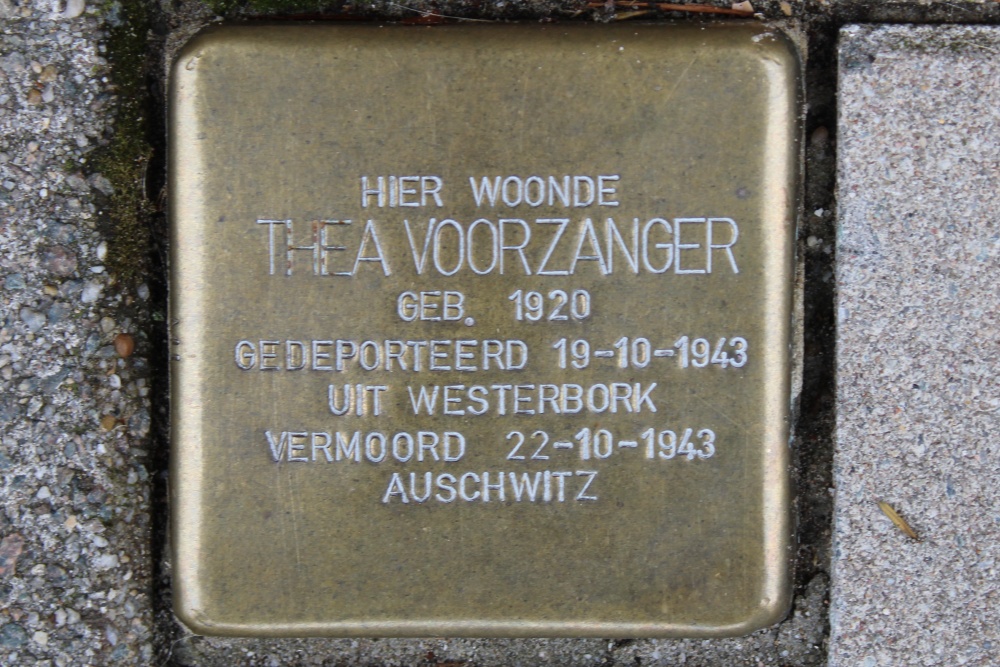 HIER WOONDE
THEA VOORZANGER
GEB. 1920
GEDEPORTEERD 19-10-1943
UIT WESTERBORK
VERMOORD 22-10-1943
AUSCHWITZ